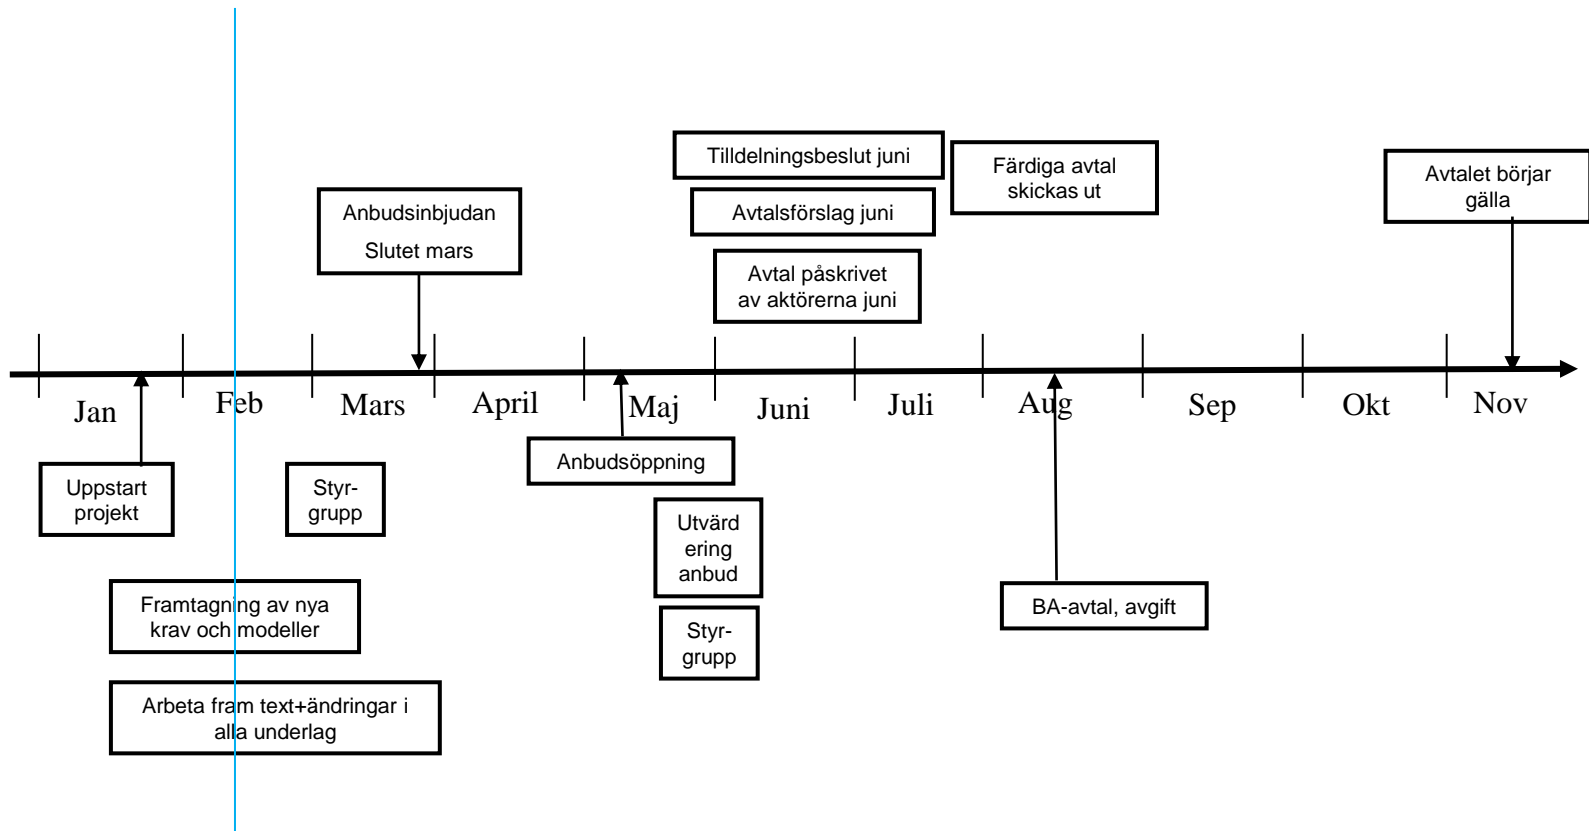 Tilldelningsbeslut juni
Färdiga avtal
skickas ut
Avtalet börjar
gälla
Anbudsinbjudan
Slutet mars
Avtalsförslag juni
Avtal påskrivet
av aktörerna juni
Jan
Feb
Mars
April
Maj
Juni
Juli
Aug
Sep
Okt
Nov
Uppstart
projekt
Styr-
grupp
Anbudsöppning
Utvärd
ering
anbud
Framtagning av nya
krav och modeller
BA-avtal, avgift
Styr-
grupp
Arbeta fram text+ändringar i
alla underlag